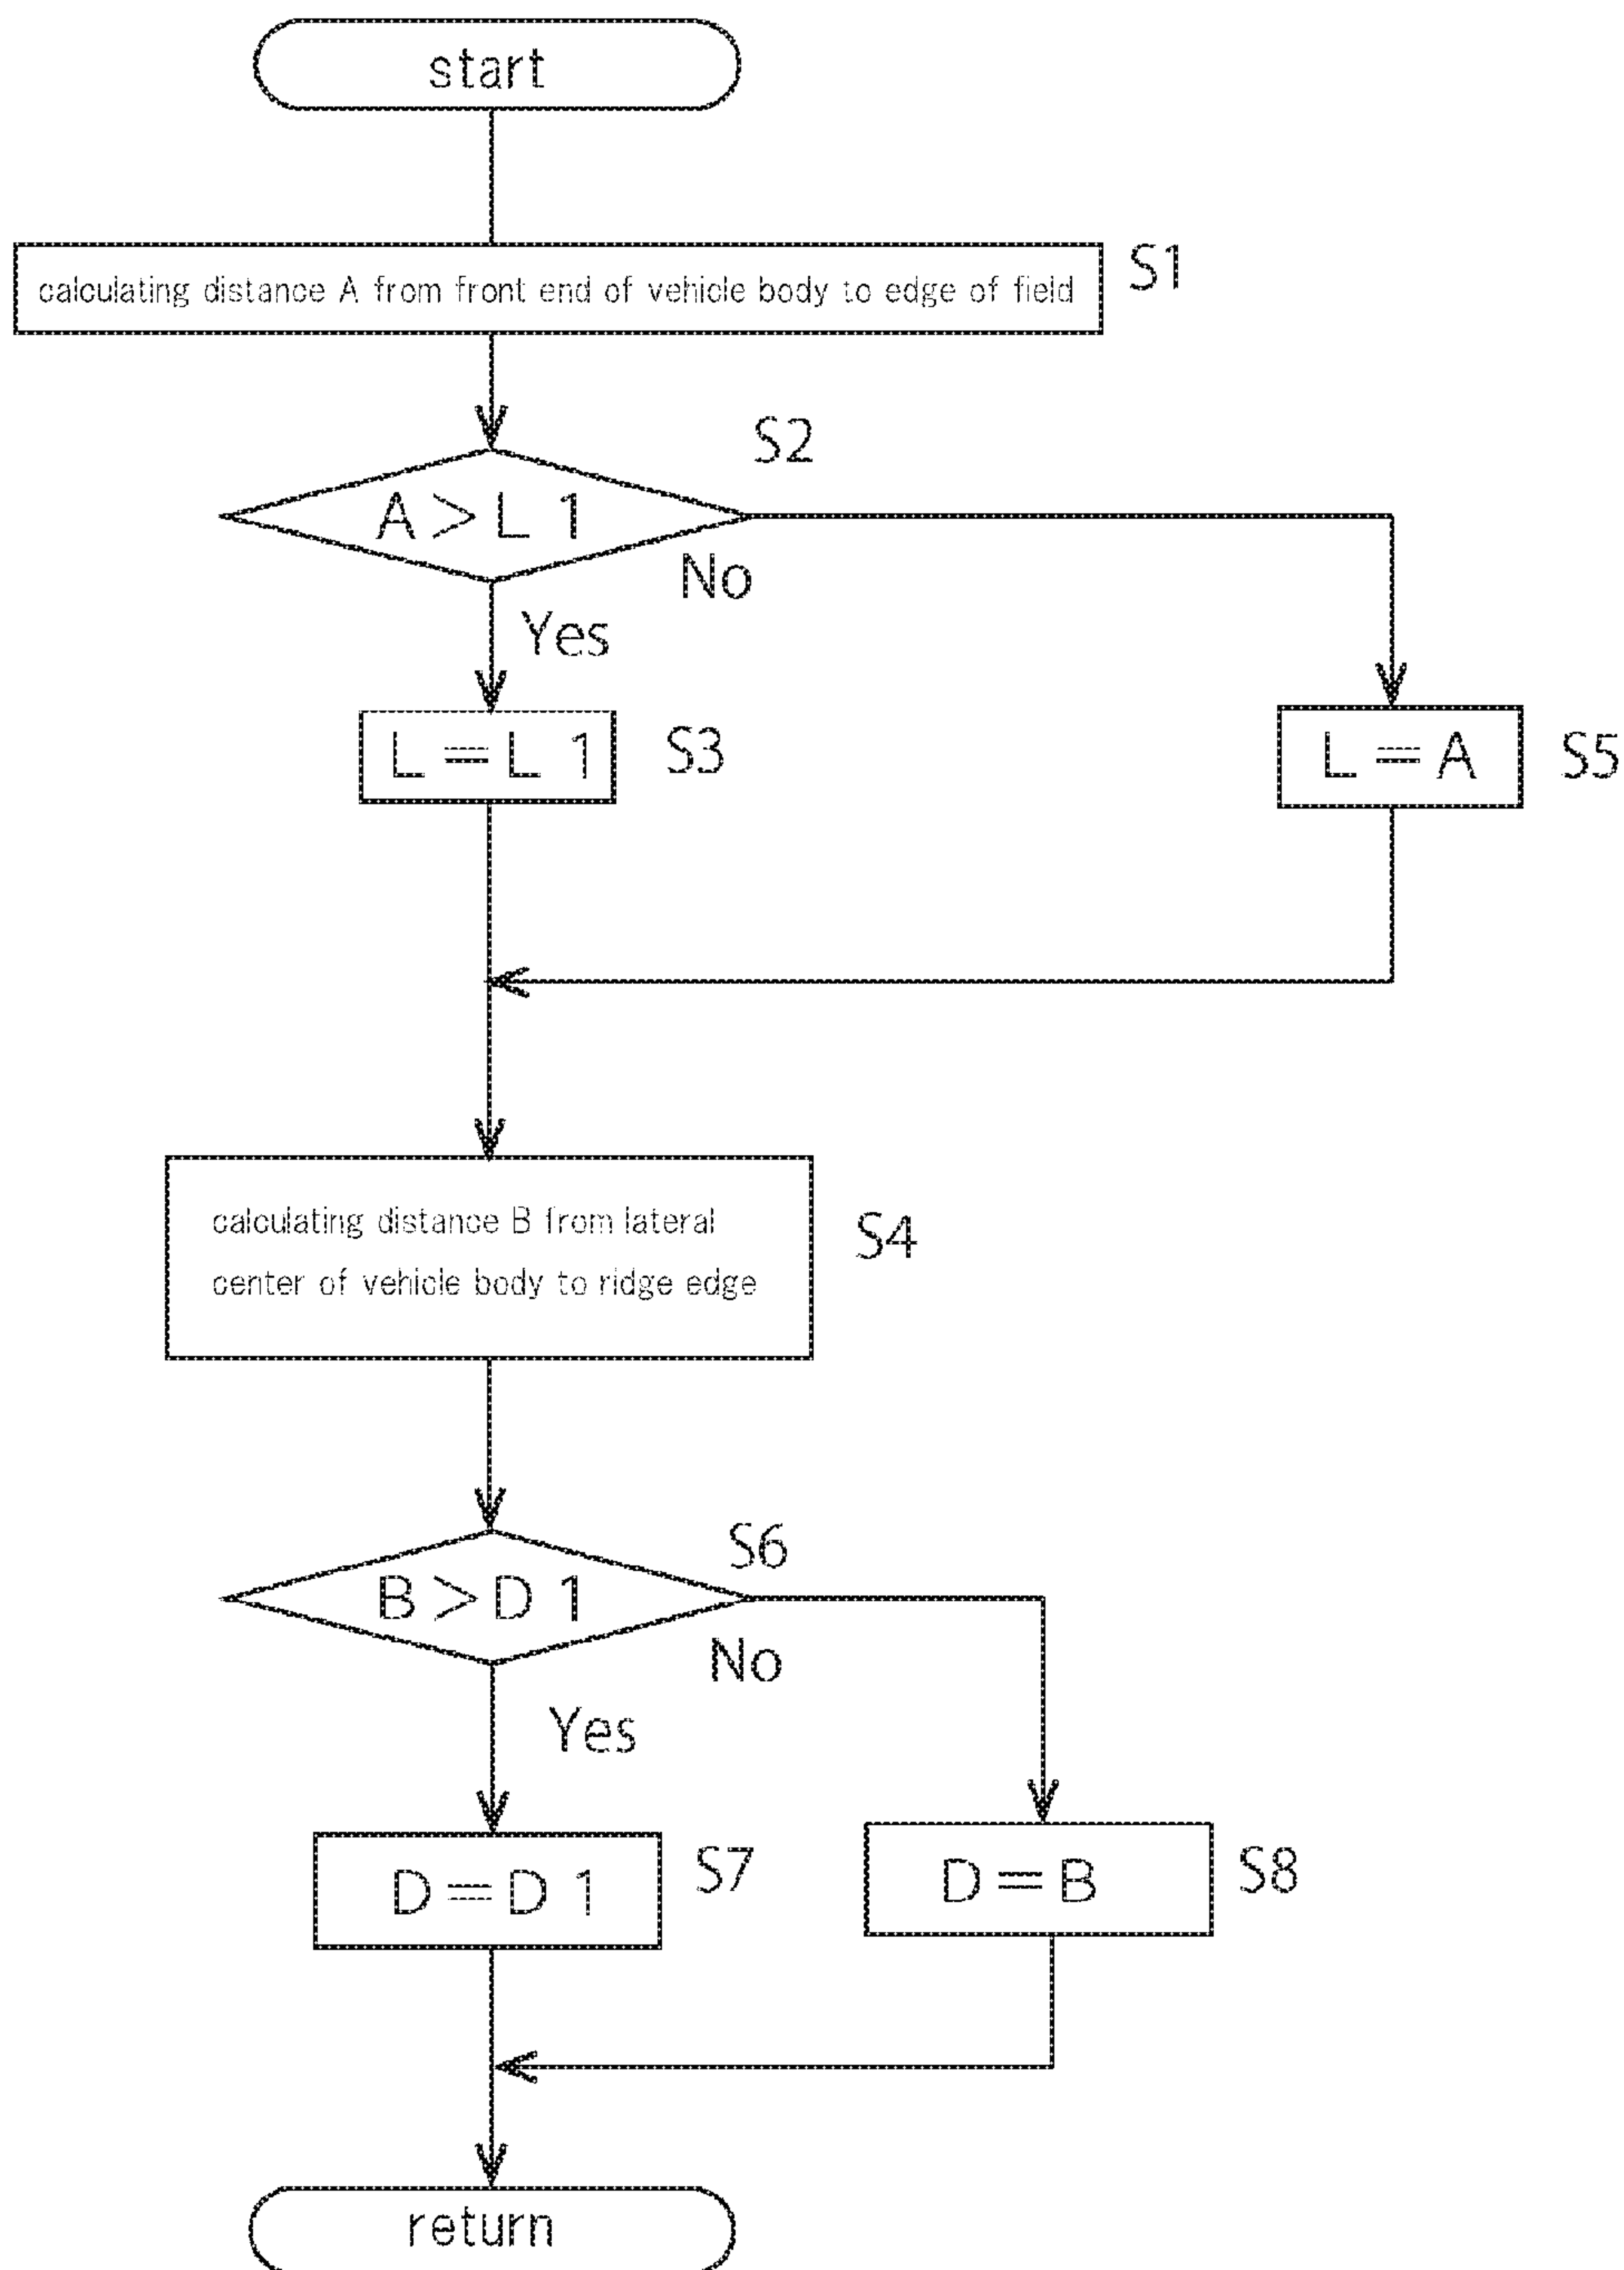 start
calculating distance A from front end of vehicle body to edge of field
S1
S2
A > L 1
No
Yes
L = L 1
S3
L = A
S5
calculating distance B from lateral
center of vehicle body to ridge edge
S4
S6
B > D 1
No
Yes
D = D 1
S7
D = B
S8
return